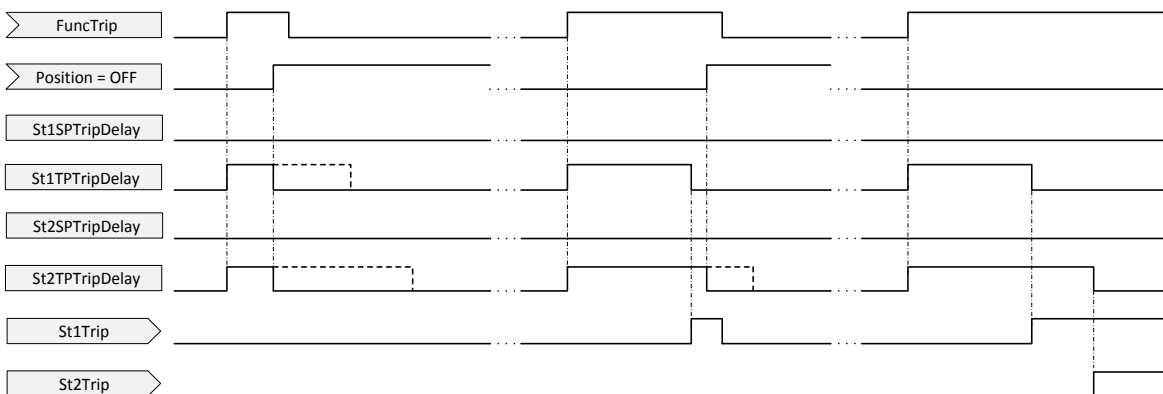 FuncTrip
Position = OFF
St1SPTripDelay
St1TPTripDelay
St2SPTripDelay
St2TPTripDelay
St1Trip
St2Trip